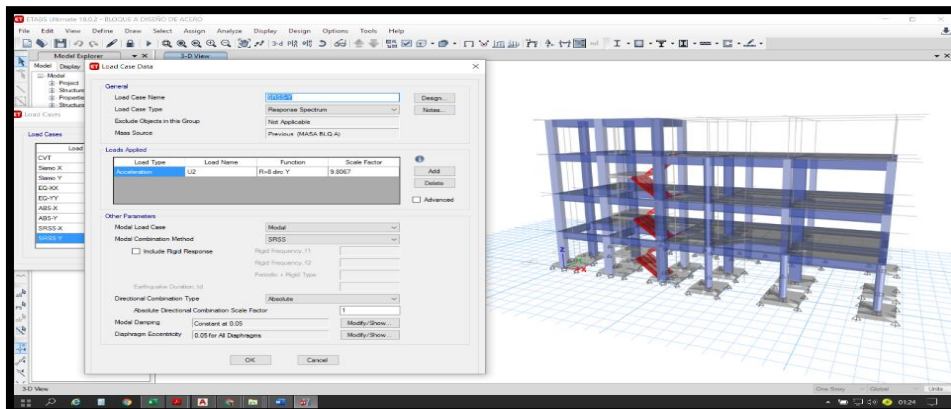 ETABS Ultimate 18.0.2 - BLOQUE A DISEÑO DE ACERO
File Edit View Define Draw Select Assign Analyze Display Design Options Tools Help
Model Explorer
3-D View
Model Display
Model
Project
Structure
Properties
Structural
Load Cases
Load Cases
Load
CVT
Sismo X
Sismo Y
EQ-XX
EQ-YY
ABS-X
ABS-Y
SRSS-X
SRSS-Y
Load Case Data
General
Load Case Name SRSS-Y Design...
Load Case Type Response Spectrum Notes...
Exclude Objects in this Group Not Applicable
Mass Source Previous (MASA BLQ A)
Loads Applied
Load Type Load Name Function Scale Factor
Acceleration U2 R=8 dirc Y 9.8067
Add
Delete
Advanced
Other Parameters
Modal Load Case Modal
Modal Combination Method SRSS
Include Rigid Response Rigid Frequency, f1
Rigid Frequency, f2
Periodic + Rigid Type
Earthquake Duration, td
Directional Combination Type Absolute
Absolute Directional Combination Scale Factor 1
Modal Damping Constant at 0.05 Modify/Show...
Diaphragm Eccentricity 0.05 for All Diaphragms Modify/Show...
OK Cancel
Z
X
3-D View One Story Global Units
01:24